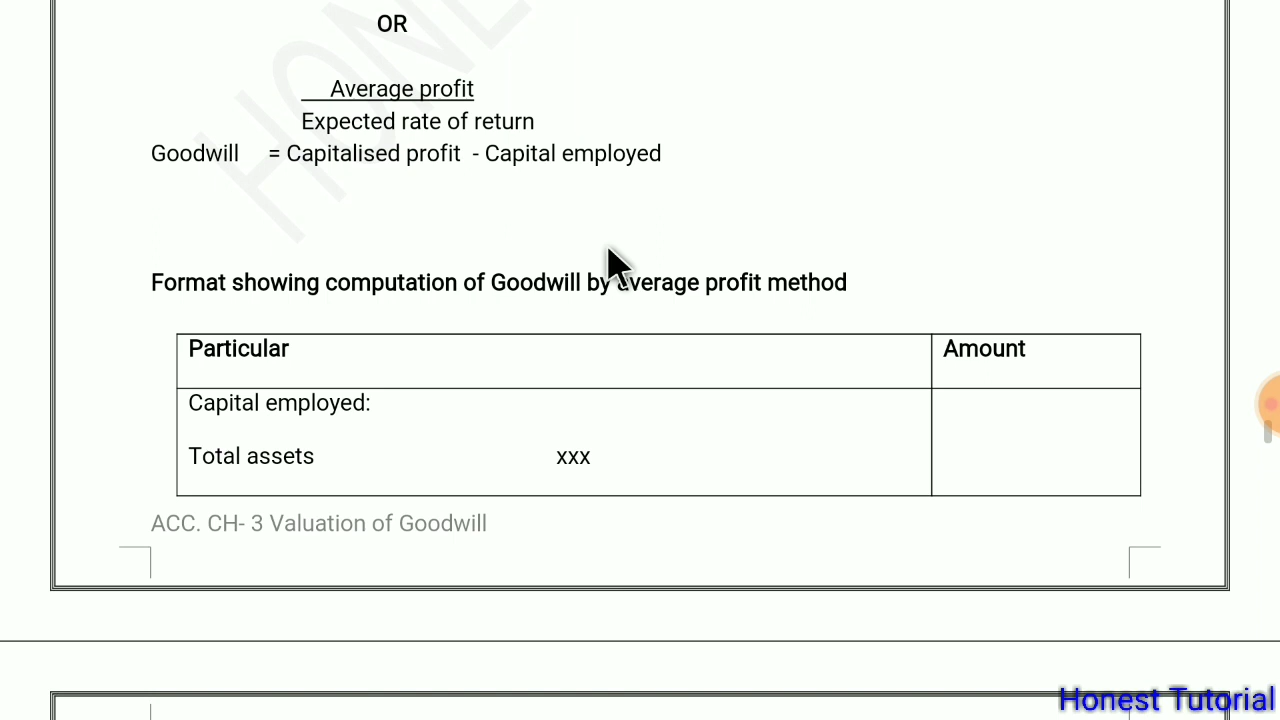 OR
Average profit
Expected rate of return
Goodwill = Capitalised profit - Capital employed
Format showing computation of Goodwill by average profit method
Particular Amount
Capital employed:
Total assets xxx
ACC. CH- 3 Valuation of Goodwill
Honest Tutorial